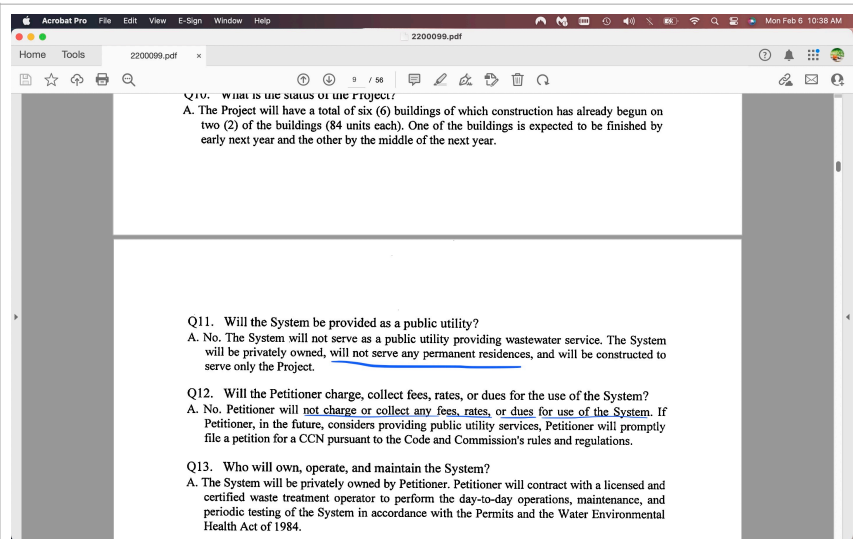 Acrobat Pro File Edit View E-Sign Window Help Mon Feb 6 10:38 AM
2200099.pdf
Home Tools 2200099.pdf ×
9 / 56
Q10. What is the status of the Project?
A. The Project will have a total of six (6) buildings of which construction has already begun on
two (2) of the buildings (84 units each). One of the buildings is expected to be finished by
early next year and the other by the middle of the next year.
Q11. Will the System be provided as a public utility?
A. No. The System will not serve as a public utility providing wastewater service. The System
will be privately owned, will not serve any permanent residences, and will be constructed to
serve only the Project.
Q12. Will the Petitioner charge, collect fees, rates, or dues for the use of the System?
A. No. Petitioner will not charge or collect any fees, rates, or dues for use of the System. If
Petitioner, in the future, considers providing public utility services, Petitioner will promptly
file a petition for a CCN pursuant to the Code and Commission's rules and regulations.
Q13. Who will own, operate, and maintain the System?
A. The System will be privately owned by Petitioner. Petitioner will contract with a licensed and
certified waste treatment operator to perform the day-to-day operations, maintenance, and
periodic testing of the System in accordance with the Permits and the Water Environmental
Health Act of 1984.